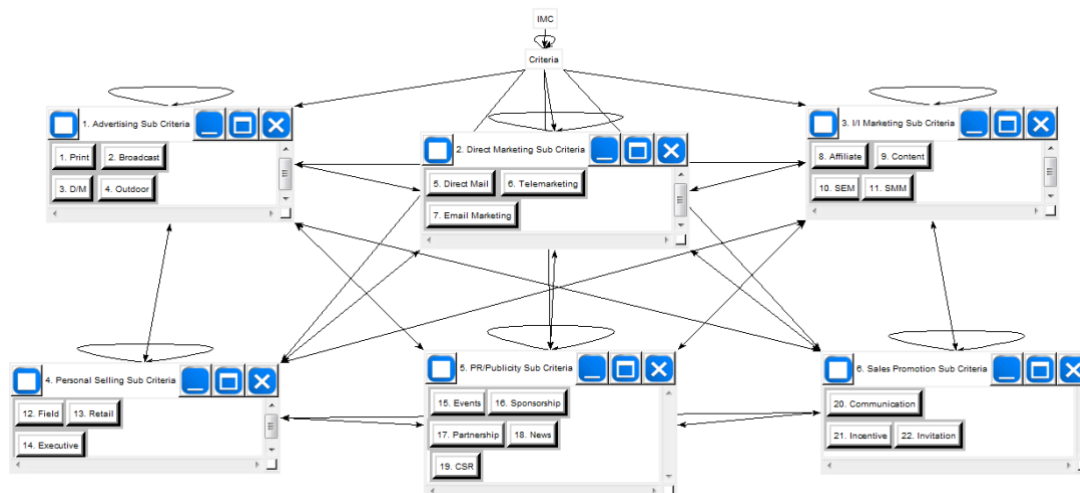 IMC
Criteria
1. Advertising Sub Criteria
1. Print
2. Broadcast
3. D/M
4. Outdoor
2. Direct Marketing Sub Criteria
5. Direct Mail
6. Telemarketing
7. Email Marketing
3. I/I Marketing Sub Criteria
8. Affiliate
9. Content
10. SEM
11. SMM
4. Personal Selling Sub Criteria
12. Field
13. Retail
14. Executive
5. PR/Publicity Sub Criteria
15. Events
16. Sponsorship
17. Partnership
18. News
19. CSR
6. Sales Promotion Sub Criteria
20. Communication
21. Incentive
22. Invitation